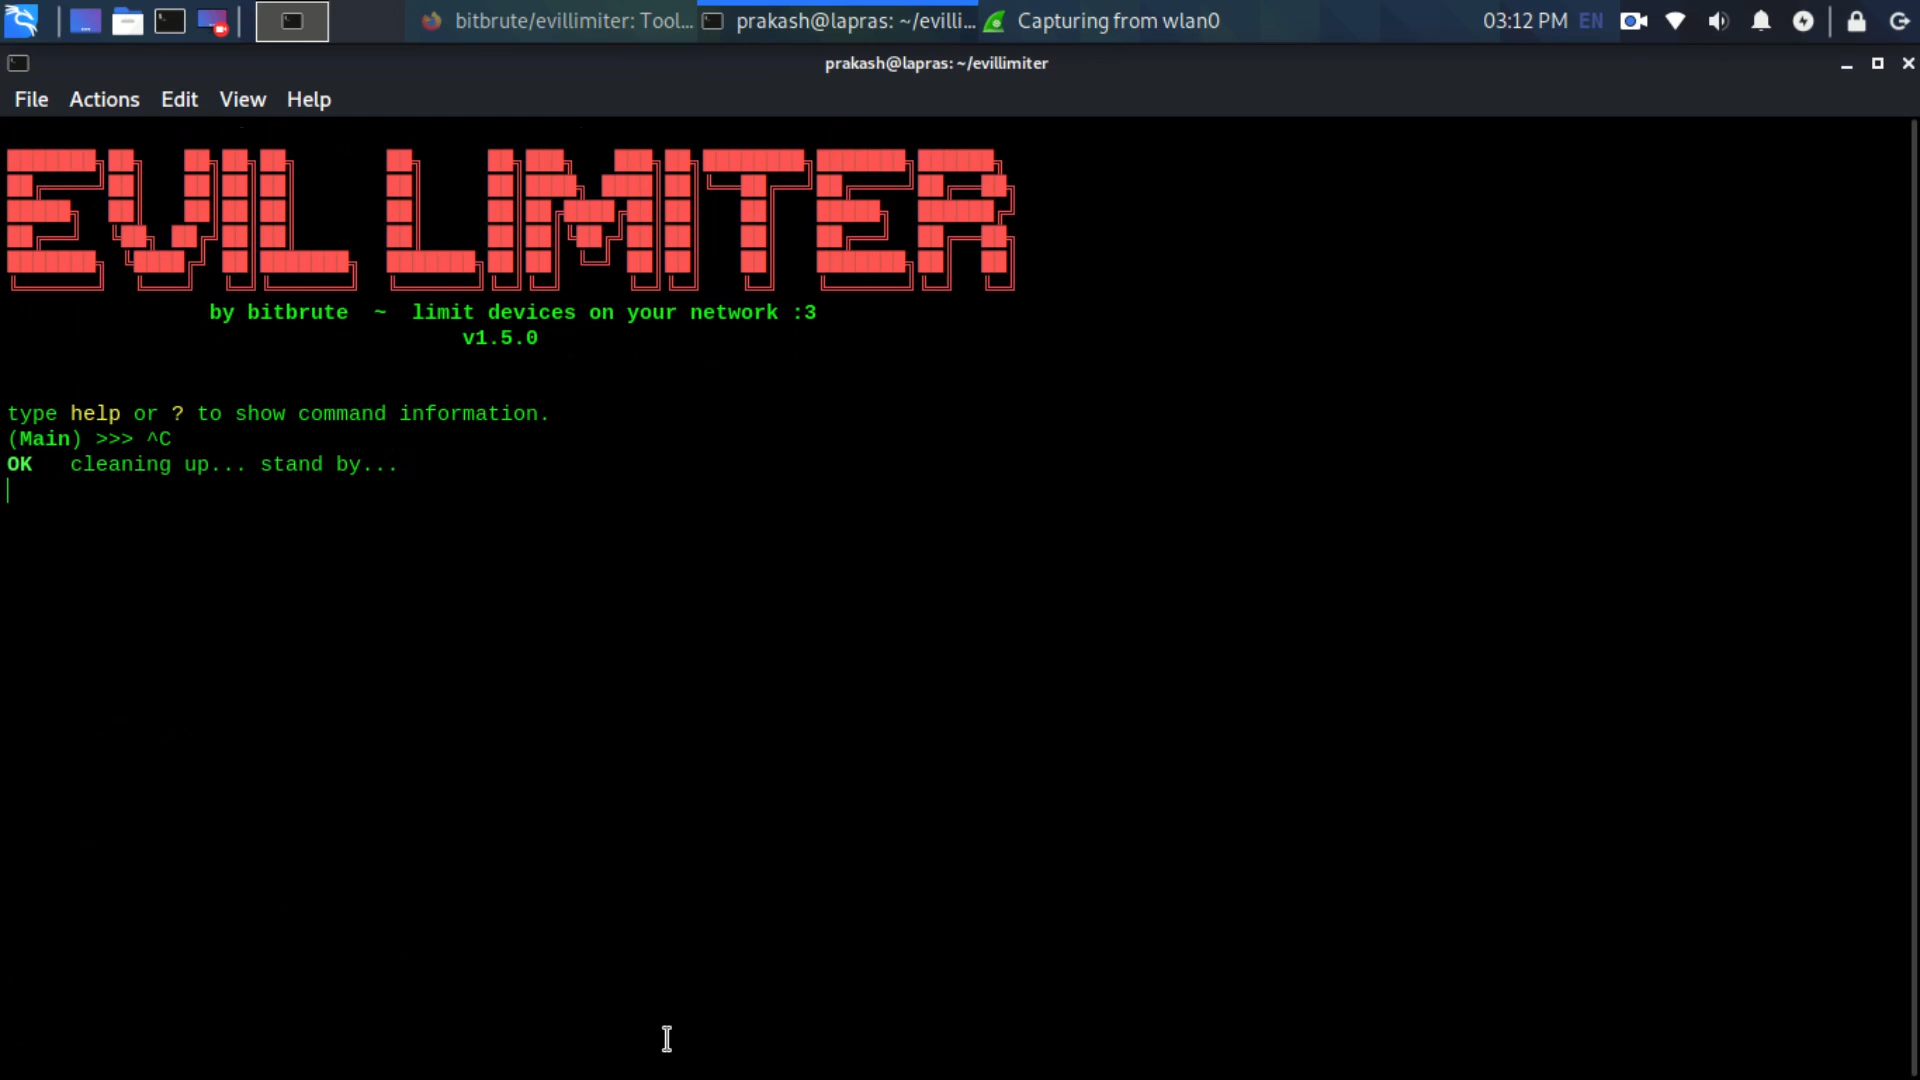 bitbrute/evillimiter: Tool...
prakash@lapras: ~/evilli...
Capturing from wlan0
03:12 PM
EN
prakash@lapras: ~/evillimiter
File Actions Edit View Help
EVIL LIMITER
by bitbrute ~ limit devices on your network :3
v1.5.0
type help or ? to show command information.
(Main) >>> ^C
OK cleaning up... stand by...